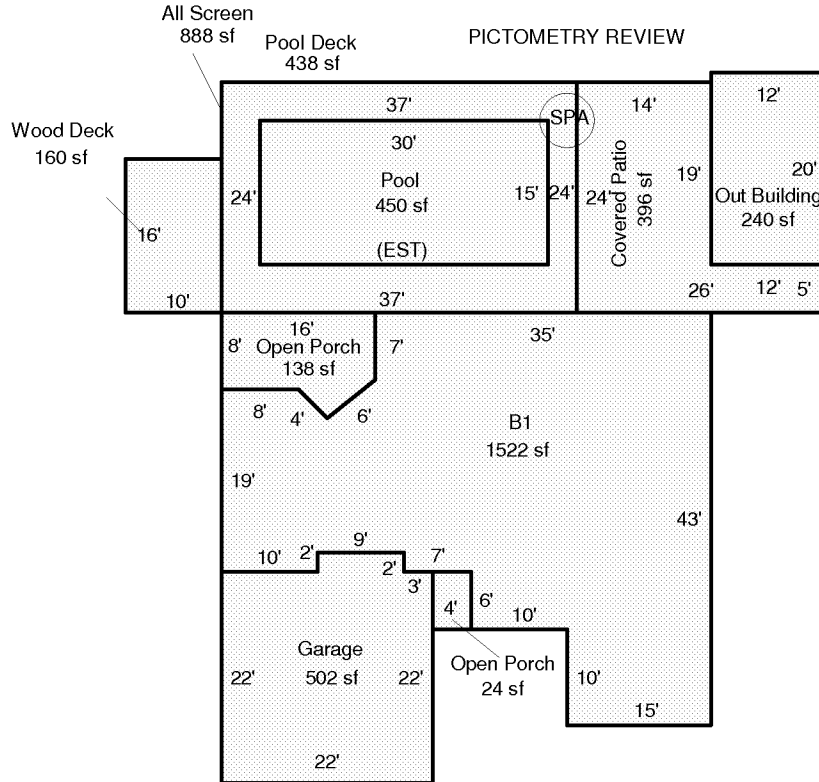 All Screen
888 sf
Pool Deck
438 sf
PICTOMETRY REVIEW
Wood Deck
160 sf
37'
SPA
14'
12'
30'
Pool
450 sf
(EST)
24'
15'
24'
24'
Covered Patio
396 sf
19'
20'
Out Building
240 sf
16'
10'
37'
26'
12'
5'
16'
8'
Open Porch
138 sf
7'
35'
8'
4'
6'
B1
1522 sf
19'
43'
10'
2'
9'
2'
7'
3'
4'
6'
10'
Garage
502 sf
22'
22'
Open Porch
24 sf
10'
15'
22'